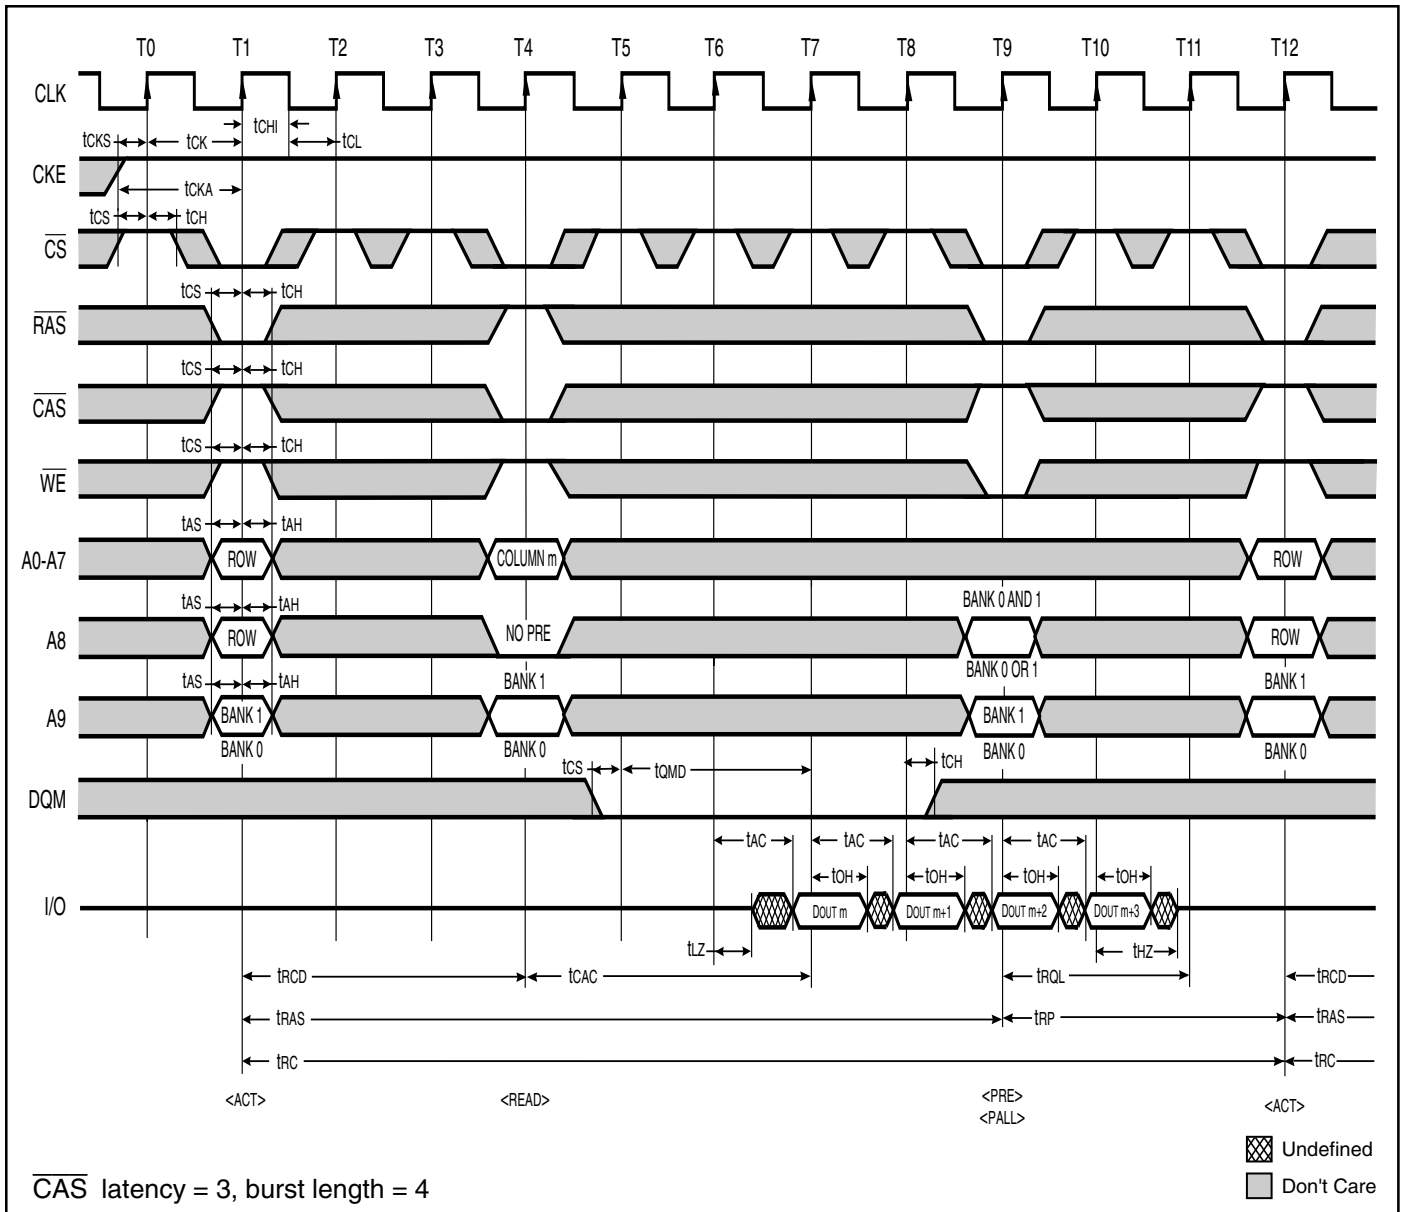 T0 T1 T2 T3 T4 T5 T6 T7 T8 T9 T10 T11 T12
CLK
tCHI
tCKS tCK tCL
CKE
tCKA
tCS tCH
CS
tCS tCH
RAS
tCS tCH
CAS
tCS tCH
WE
tAS tAH
A0-A7 ROW COLUMN m ROW
tAS tAH BANK 0 AND 1
A8 ROW NO PRE ROW
BANK 0 OR 1
tAS tAH BANK 1 BANK 1
A9 BANK 1 BANK 1
BANK 0 BANK 0 BANK 0 BANK 0
tCS tQMD tCH
DQM
tAC tAC tAC tAC
tOH tOH tOH tOH
I/O DOUT m DOUT m+1 DOUT m+2 DOUT m+3
tLZ tHZ
tRCD tCAC tRQL tRCD
tRAS tRP tRAS
tRC tRC
<ACT> <READ> <PRE> <ACT>
<PALL>
Undefined
CAS latency = 3, burst length = 4 Don't Care